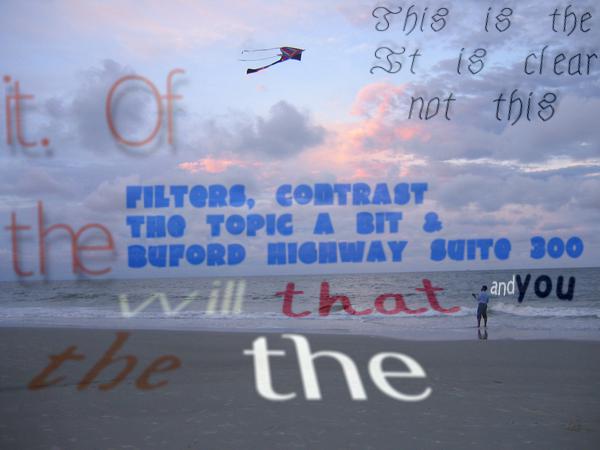 This is the
It is clear
not this
it. Of
FILTERS, CONTRAST
THE TOPIC A BIT &
the
BUFORD HIGHWAY SUITE 300
will that and you
the the